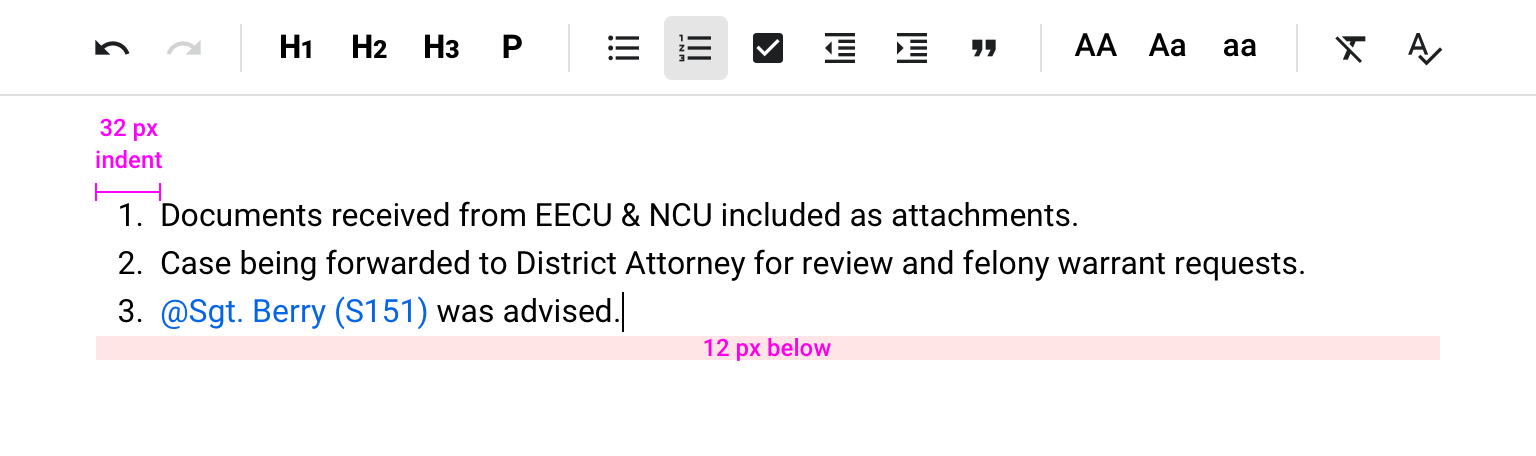 H1 H2 H3 P AA Aa aa
32 px
indent
1. Documents received from EECU & NCU included as attachments.
2. Case being forwarded to District Attorney for review and felony warrant requests.
3. @Sgt. Berry (S151) was advised.
12 px below